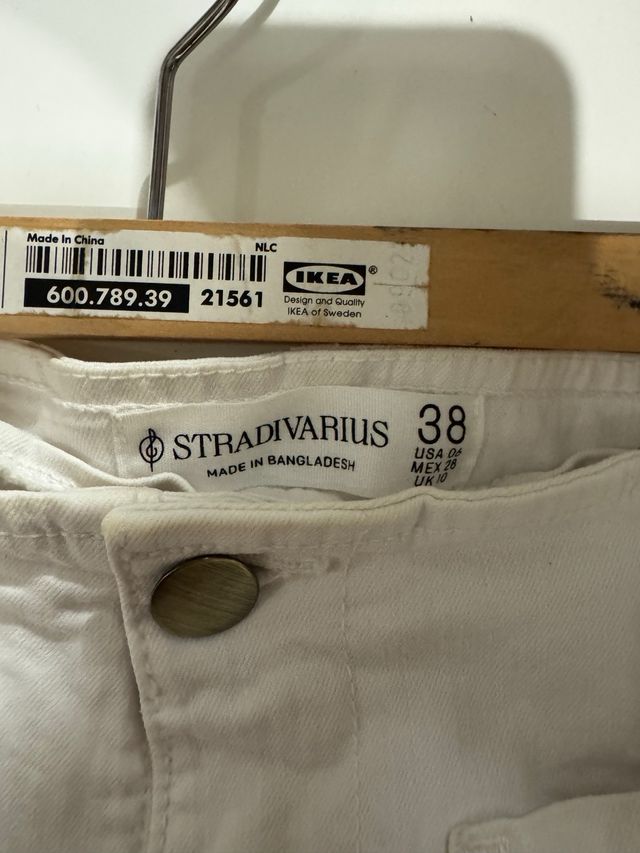 Made In China
NLC
600.789.39
21561
IKEA®
Design and Quality
IKEA of Sweden
STRADIVARIUS
MADE IN BANGLADESH
38
USA 06
MEX 28
UK 10